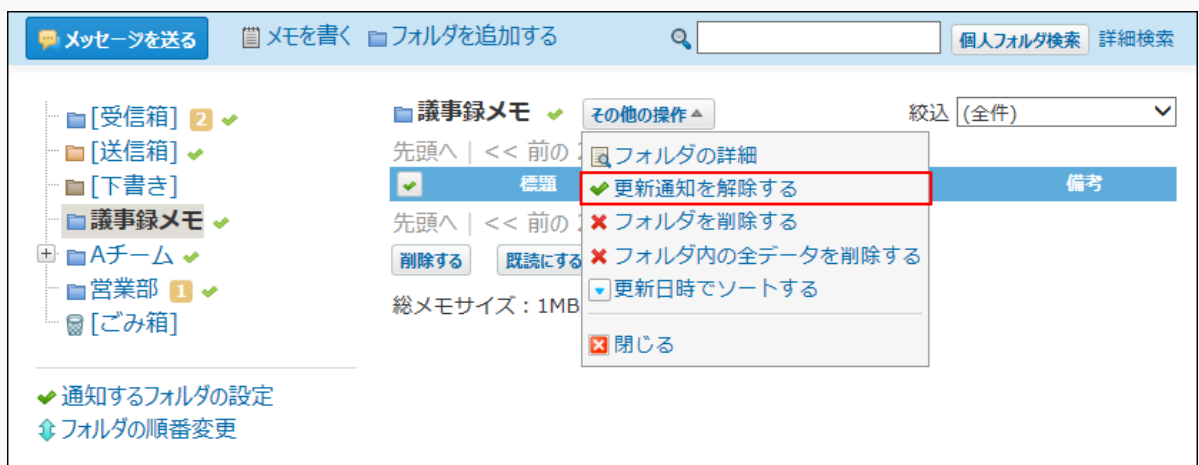 メッセージを送る メモを書く フォルダを追加する 個人フォルダ検索 詳細検索
[受信箱] 2
[送信箱]
[下書き]
議事録メモ
Aチーム
営業部 1
[ごみ箱]
通知するフォルダの設定
フォルダの順番変更
議事録メモ その他の操作 絞込 (全件)
先頭へ | << 前の 2
標題 備考
先頭へ | << 前の 2
削除する 既読にする
総メモサイズ：1MB
フォルダの詳細
更新通知を解除する
フォルダを削除する
フォルダ内の全データを削除する
更新日時でソートする
閉じる